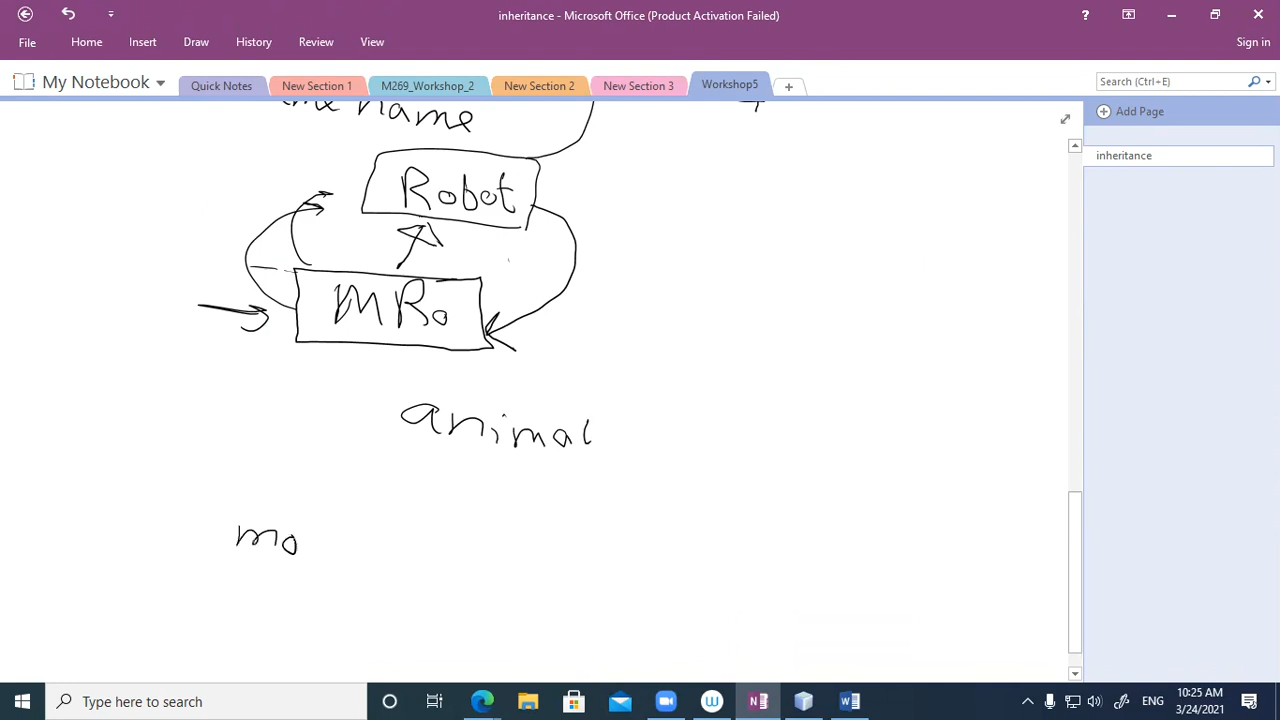 inheritance - Microsoft Office (Product Activation Failed)
File Home Insert Draw History Review View
Sign in
My Notebook Quick Notes New Section 1 M269_Workshop_2 New Section 2 New Section 3 Workshop5
Search (Ctrl+E)
Add Page
inheritance
name
Robot
MRo
animal
mo
Type here to search
ENG
10:25 AM
3/24/2021